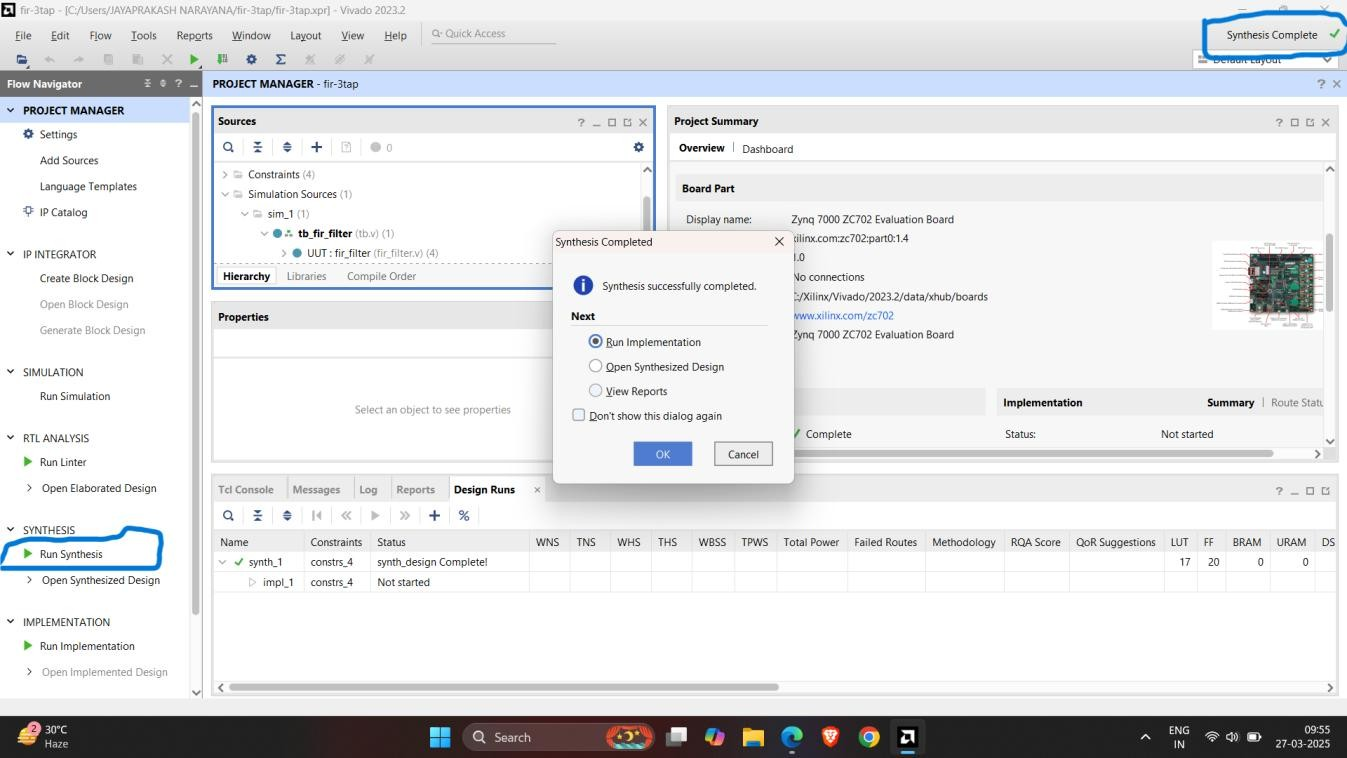 fir-3tap - [C:/Users/JAYAPRAKASH NARAYANA/fir-3tap/fir-3tap.xpr] - Vivado 2023.2
File Edit Flow Tools Reports Window Layout View Help Quick Access
Synthesis Complete
Default Layout
Flow Navigator
PROJECT MANAGER - fir-3tap
PROJECT MANAGER
Settings
Add Sources
Language Templates
IP Catalog
IP INTEGRATOR
Create Block Design
Open Block Design
Generate Block Design
SIMULATION
Run Simulation
RTL ANALYSIS
Run Linter
Open Elaborated Design
SYNTHESIS
Run Synthesis
Open Synthesized Design
IMPLEMENTATION
Run Implementation
Open Implemented Design
Sources
0
Constraints (4)
Simulation Sources (1)
sim_1 (1)
tb_fir_filter (tb.v) (1)
UUT : fir_filter (fir_filter.v) (4)
Hierarchy Libraries Compile Order
Properties
Select an object to see properties
Project Summary
Overview Dashboard
Board Part
Display name: Zynq 7000 ZC702 Evaluation Board
xilinx.com:zc702:part0:1.4
1.0
No connections
C:/Xilinx/Vivado/2023.2/data/xhub/boards
www.xilinx.com/zc702
Zynq 7000 ZC702 Evaluation Board
Implementation Summary Route Statu
Complete Status: Not started
Synthesis Completed
Synthesis successfully completed.
Next
Run Implementation
Open Synthesized Design
View Reports
Don't show this dialog again
OK Cancel
Tcl Console Messages Log Reports Design Runs
Name Constraints Status WNS TNS WHS THS WBSS TPWS Total Power Failed Routes Methodology RQA Score QoR Suggestions LUT FF BRAM URAM DS
synth_1 constrs_4 synth_design Complete! 17 20 0 0
impl_1 constrs_4 Not started
2
30°C
Haze
Search
ENG
IN
09:55
27-03-2025